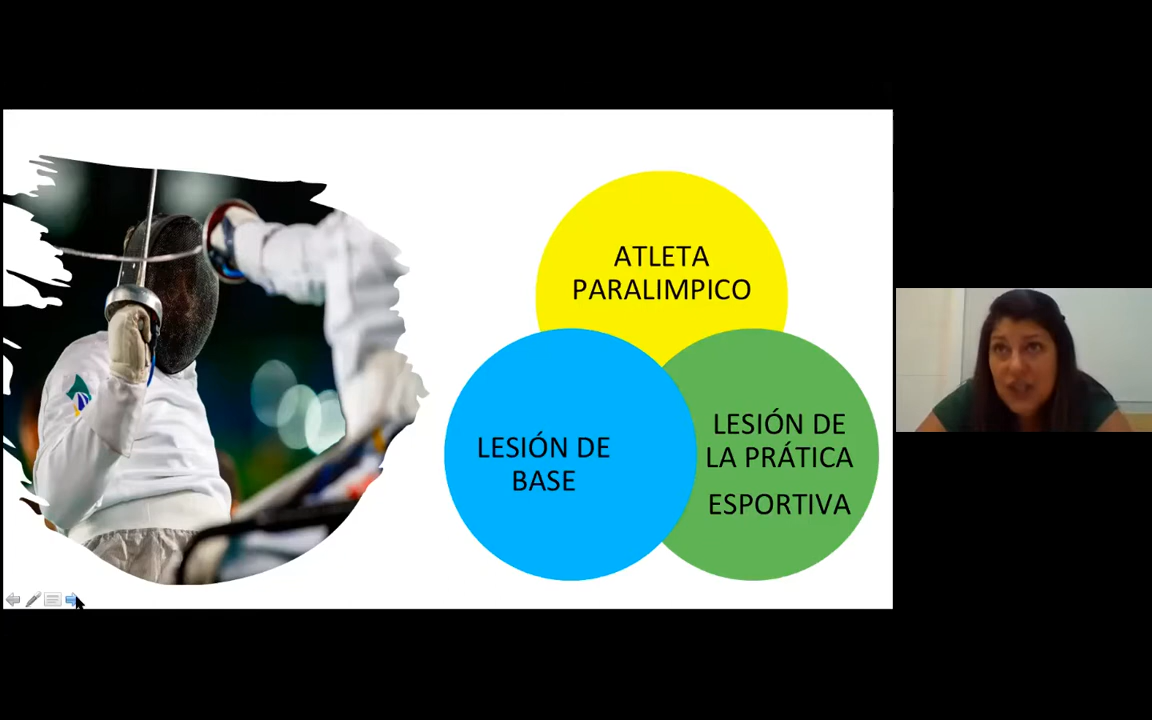 ATLETA
PARALIMPICO
LESIÓN DE
BASE
LESIÓN DE
LA PRÁTICA
ESPORTIVA